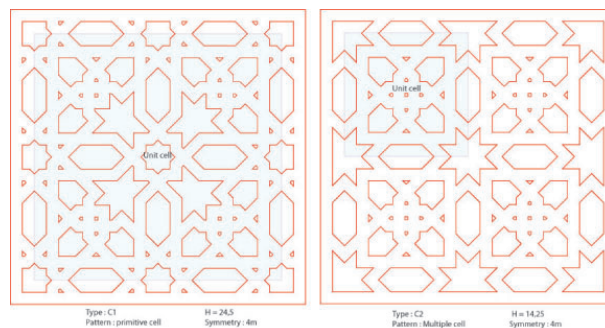 Unit cell
Unit cell
Type : C1 H = 24,5
Pattern : primitive cell Symmetry : 4m
Type : C2 H = 14,25
Pattern : Multiple cell Symmetry : 4m